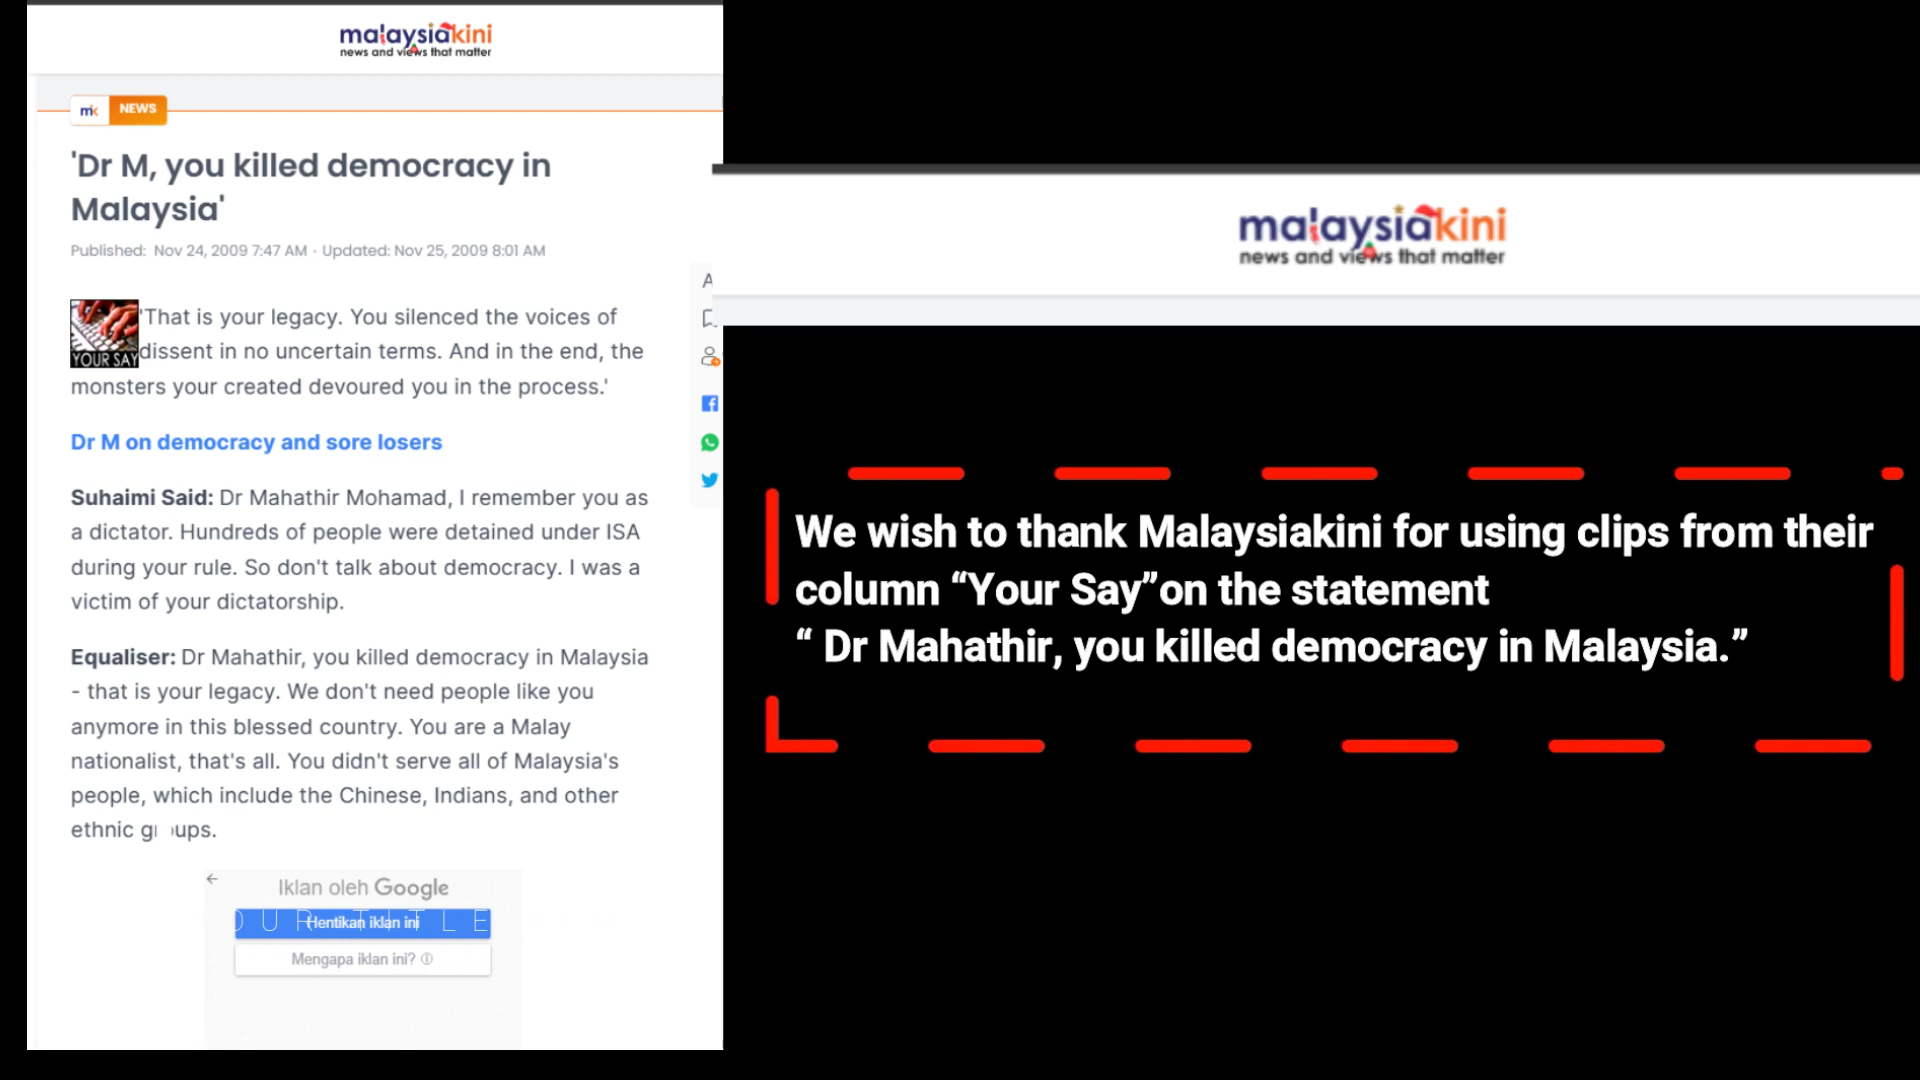 malaysiakini
news and views that matter
mk NEWS
'Dr M, you killed democracy in
Malaysia'
Published: Nov 24, 2009 7:47 AM · Updated: Nov 25, 2009 8:01 AM
YOUR SAY
'That is your legacy. You silenced the voices of
dissent in no uncertain terms. And in the end, the
monsters your created devoured you in the process.'
Dr M on democracy and sore losers
Suhaimi Said: Dr Mahathir Mohamad, I remember you as
a dictator. Hundreds of people were detained under ISA
during your rule. So don't talk about democracy. I was a
victim of your dictatorship.
Equaliser: Dr Mahathir, you killed democracy in Malaysia
- that is your legacy. We don't need people like you
anymore in this blessed country. You are a Malay
nationalist, that's all. You didn't serve all of Malaysia's
people, which include the Chinese, Indians, and other
ethnic groups.
Iklan oleh Google
Hentikan iklan ini
Mengapa iklan ini?
malaysiakini
news and views that matter
We wish to thank Malaysiakini for using clips from their
column “Your Say”on the statement
“ Dr Mahathir, you killed democracy in Malaysia.”